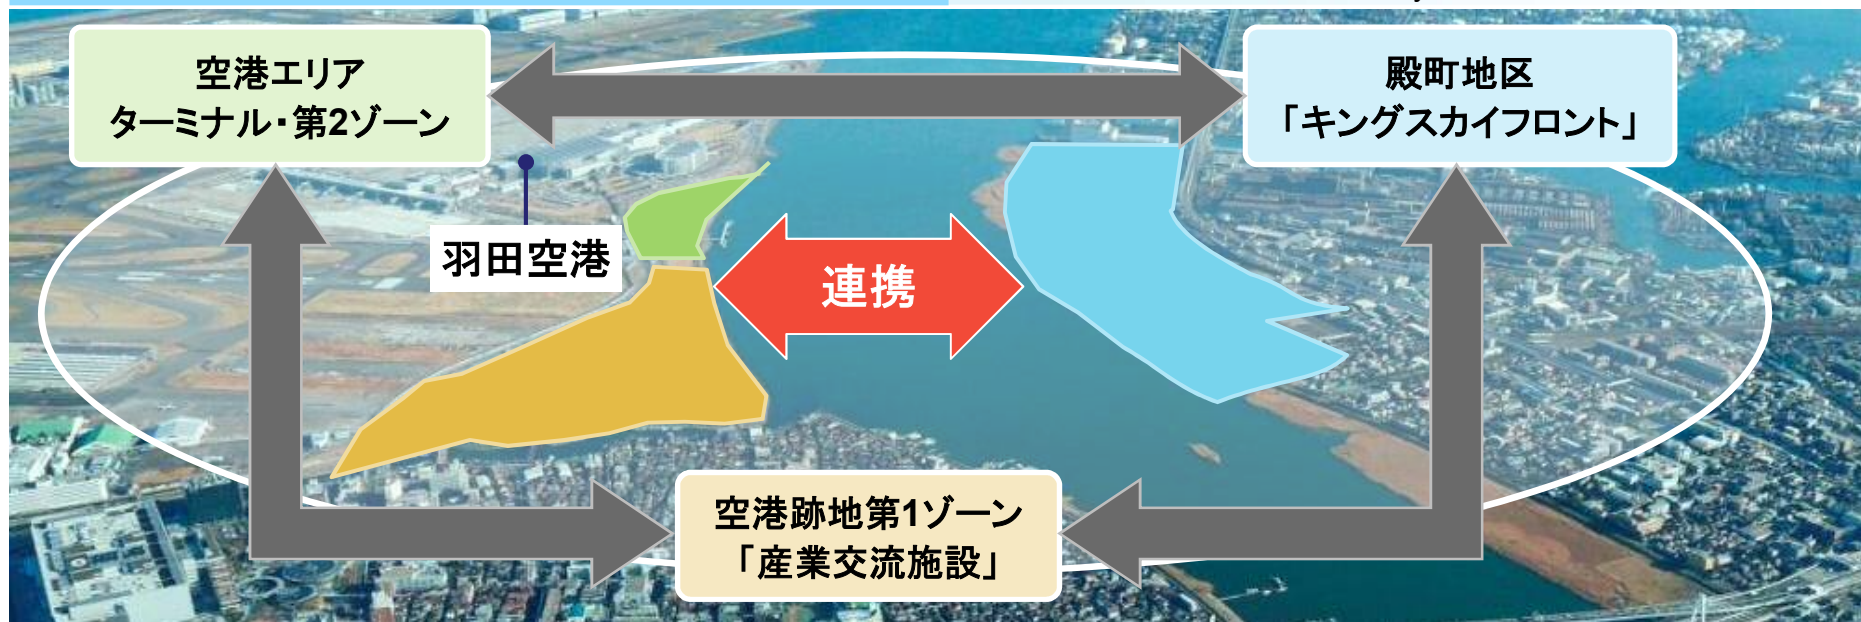 空港エリア
ターミナル・第2ゾーン
殿町地区
「キングスカイフロント」
羽田空港
連携
空港跡地第1ゾーン
「産業交流施設」